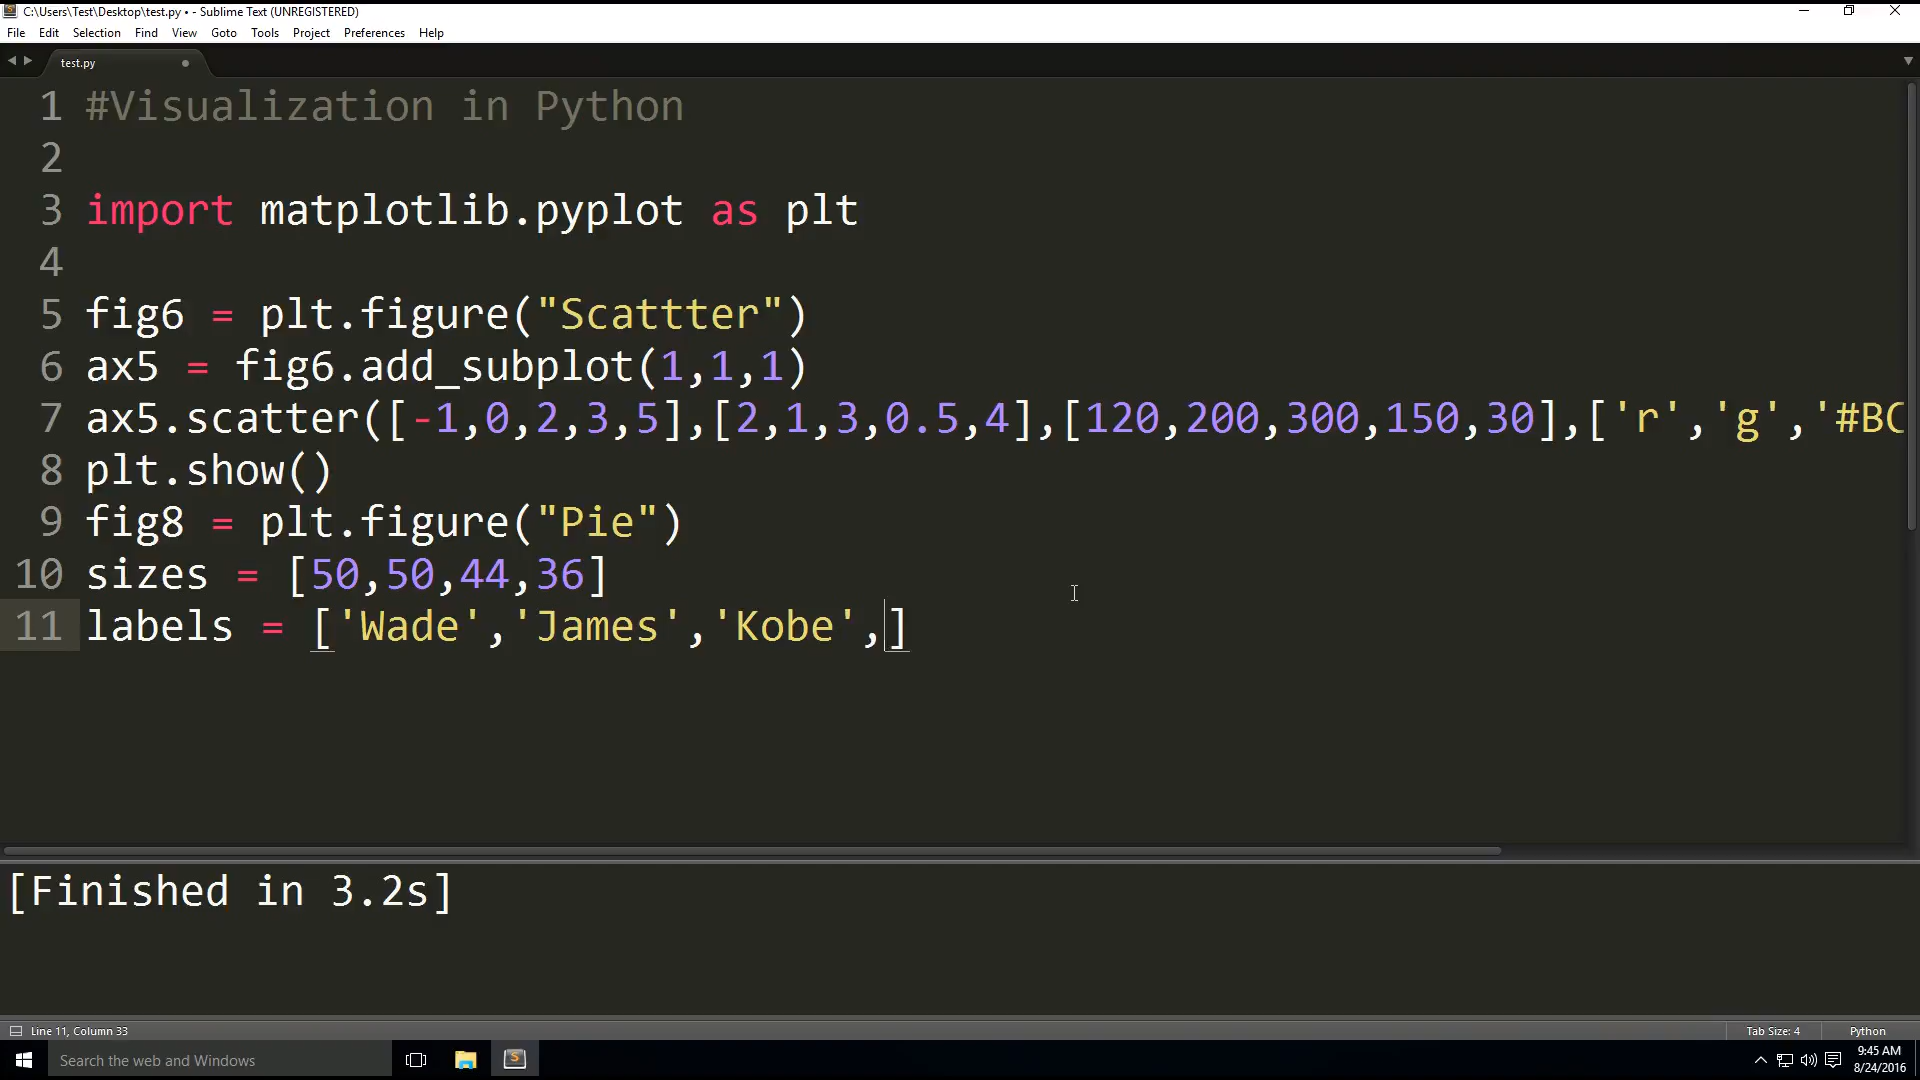 C:\Users\Test\Desktop\test.py • - Sublime Text (UNREGISTERED)
File Edit Selection Find View Goto Tools Project Preferences Help
test.py
1 #Visualization in Python
2
3 import matplotlib.pyplot as plt
4
5 fig6 = plt.figure("Scattter")
6 ax5 = fig6.add_subplot(1,1,1)
7 ax5.scatter([-1,0,2,3,5],[2,1,3,0.5,4],[120,200,300,150,30],['r','g','#BC
8 plt.show()
9 fig8 = plt.figure("Pie")
10 sizes = [50,50,44,36]
11 labels = ['Wade','James','Kobe',]
[Finished in 3.2s]
Line 11, Column 33
Tab Size: 4
Python
Search the web and Windows
9:45 AM
8/24/2016